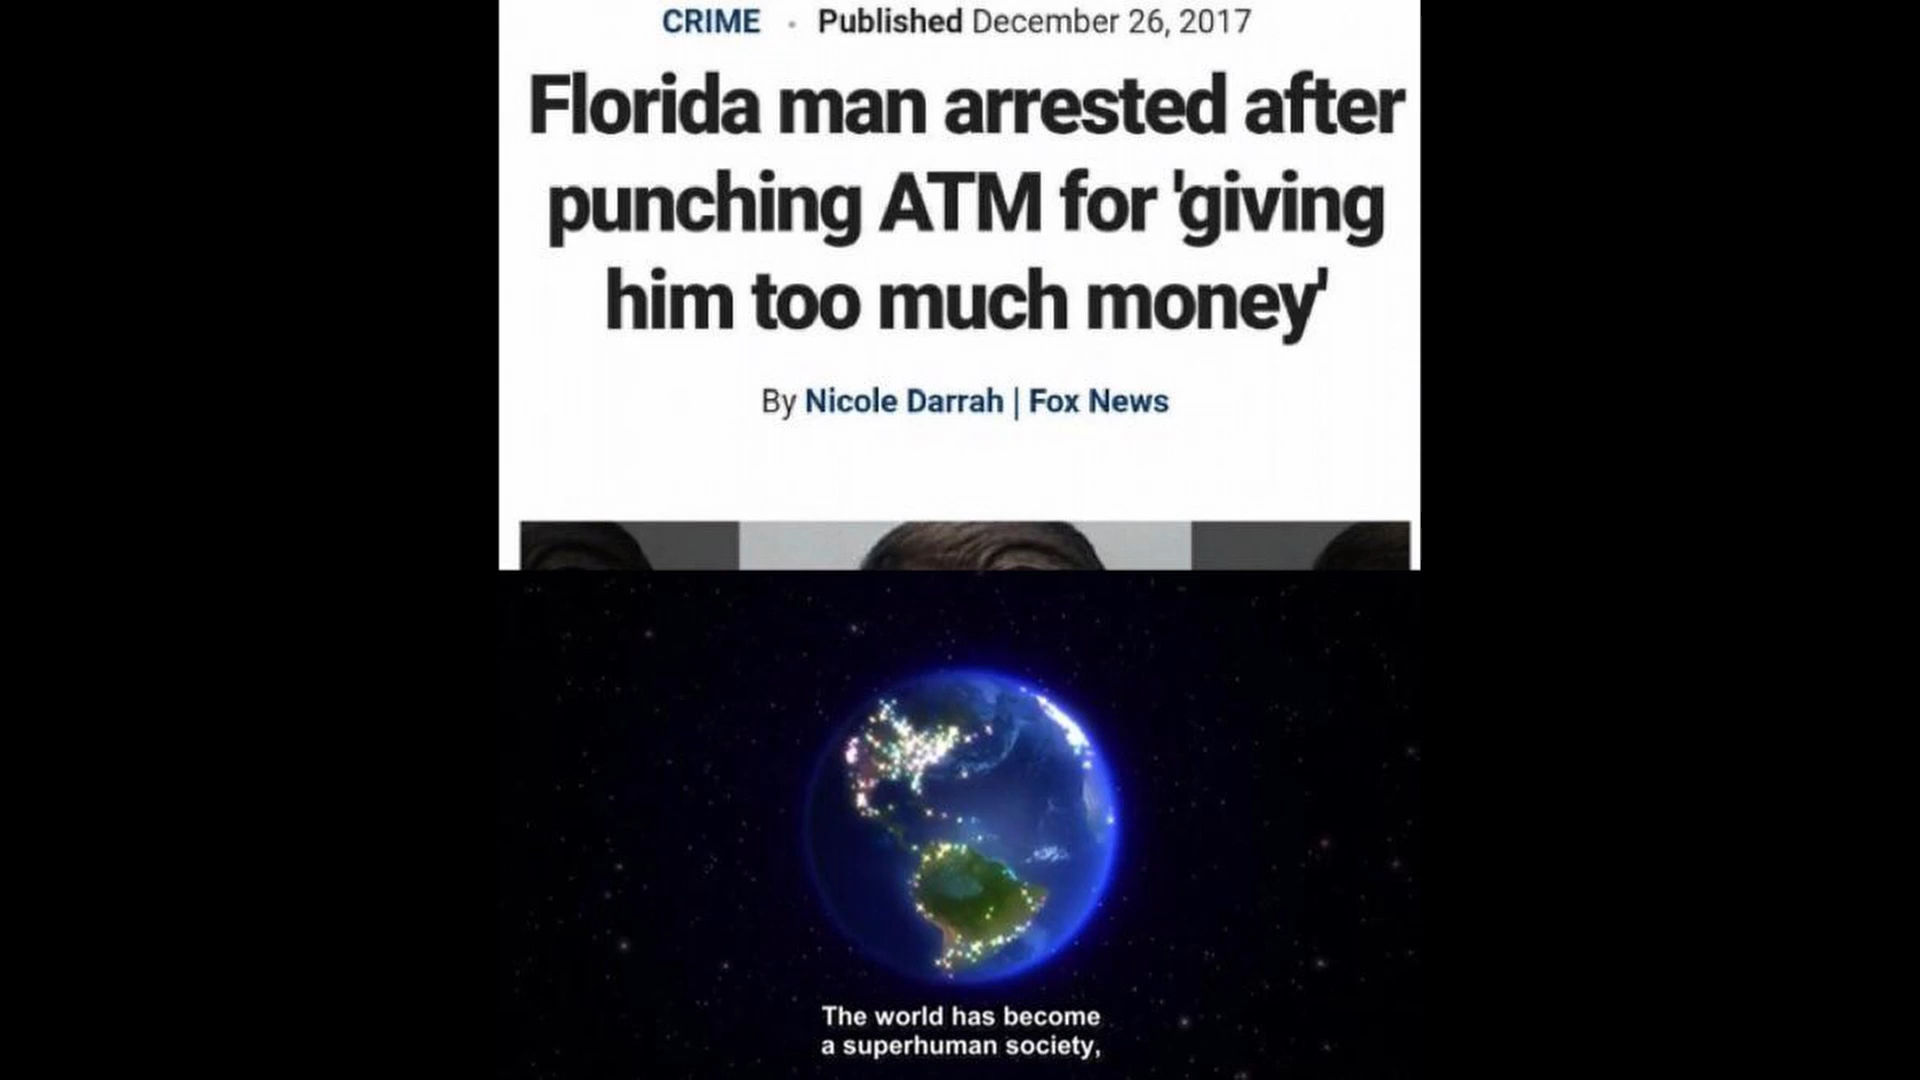 CRIME • Published December 26, 2017
Florida man arrested after
punching ATM for 'giving
him too much money'
By Nicole Darrah | Fox News
The world has become
a superhuman society,